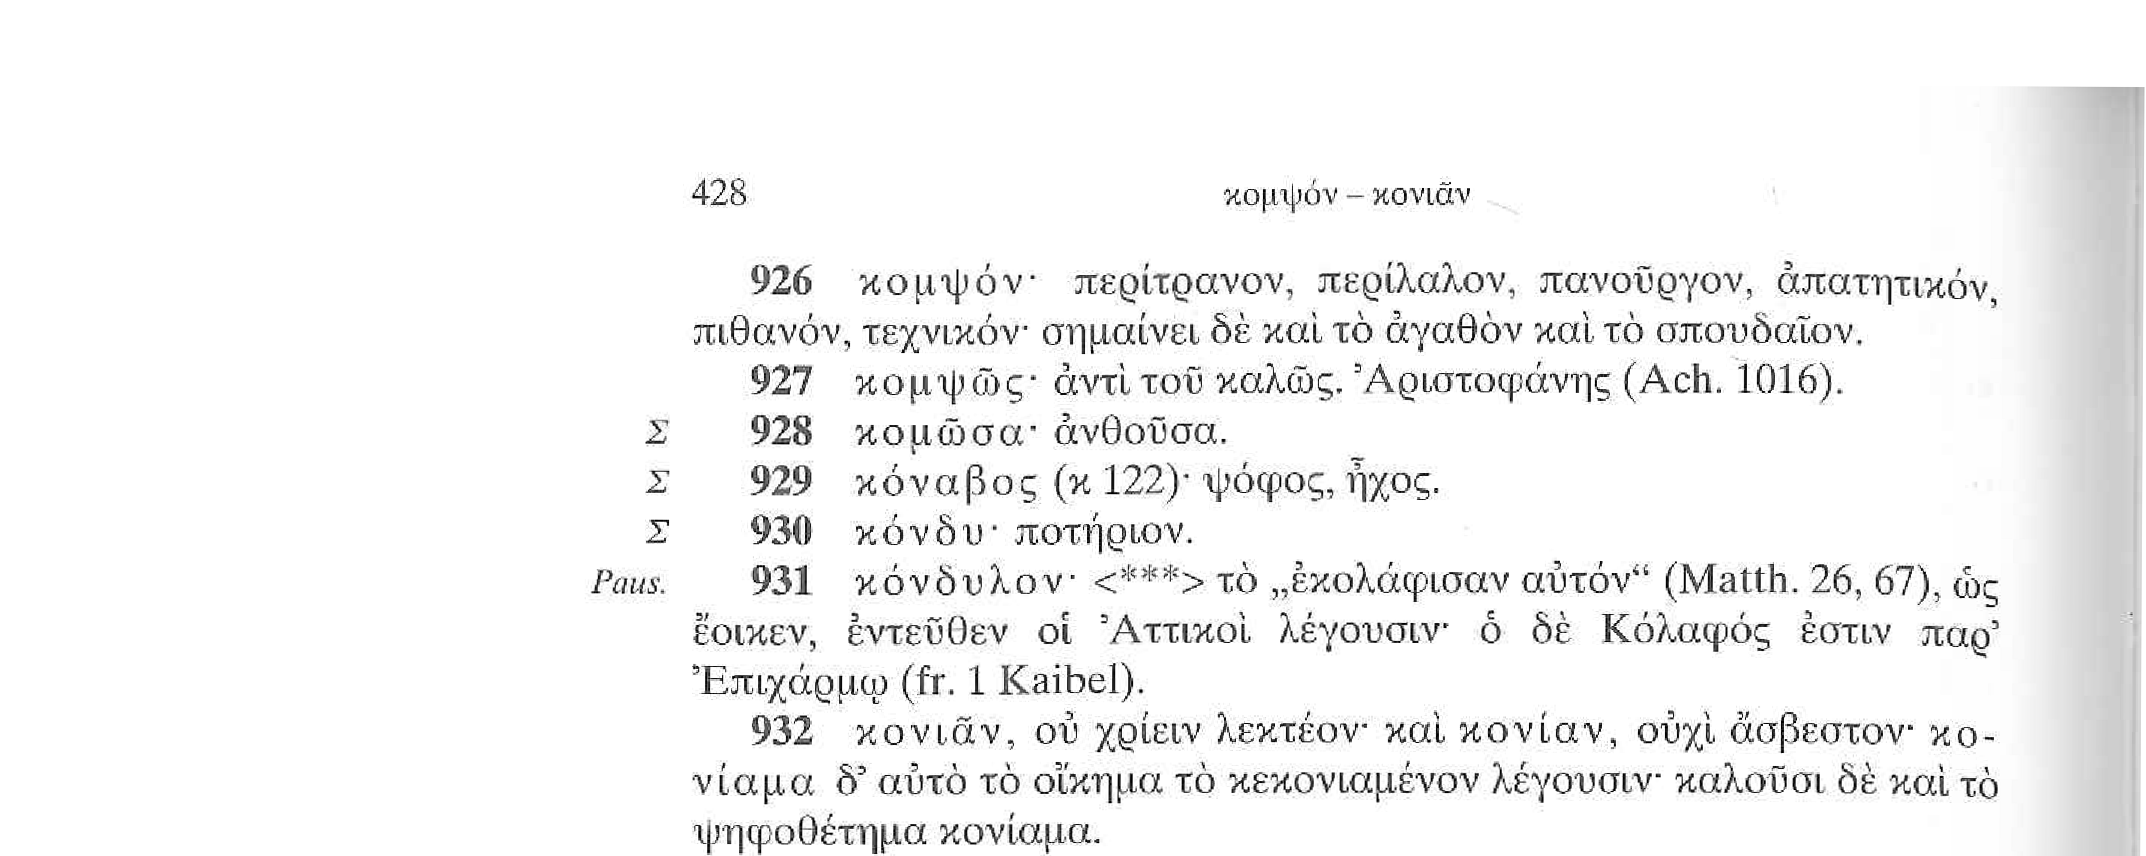 428 κομψόν – κονιᾶν
926 κομψόν· περίτρανον, περίλαλον, πανοῦργον, ἀπατητικόν,
πιθανόν, τεχνικόν· σημαίνει δὲ καὶ τὸ ἀγαθὸν καὶ τὸ σπουδαῖον.
927 κομψῶς· ἀντὶ τοῦ καλῶς. Ἀριστοφάνης (Ach. 1016).
Σ 928 κομῶσα· ἀνθοῦσα.
Σ 929 κόναβος (κ 122)· ψόφος, ἦχος.
Σ 930 κόνδυ· ποτήριον.
Paus. 931 κόνδυλον· <***> τὸ „ἐκολάφισαν αὐτόν“ (Matth. 26, 67), ὡς
ἔοικεν, ἐντεῦθεν οἱ Ἀττικοὶ λέγουσιν· ὁ δὲ Κόλαφός ἐστιν παρ’
Ἐπιχάρμῳ (fr. 1 Kaibel).
932 κονιᾶν, οὐ χρίειν λεκτέον· καὶ κονίαν, οὐχὶ ἄσβεστον· κο-
νίαμα δ’ αὐτὸ τὸ οἴκημα τὸ κεκονιαμένον λέγουσιν· καλοῦσι δὲ καὶ τὸ
ψηφοθέτημα κονίαμα.